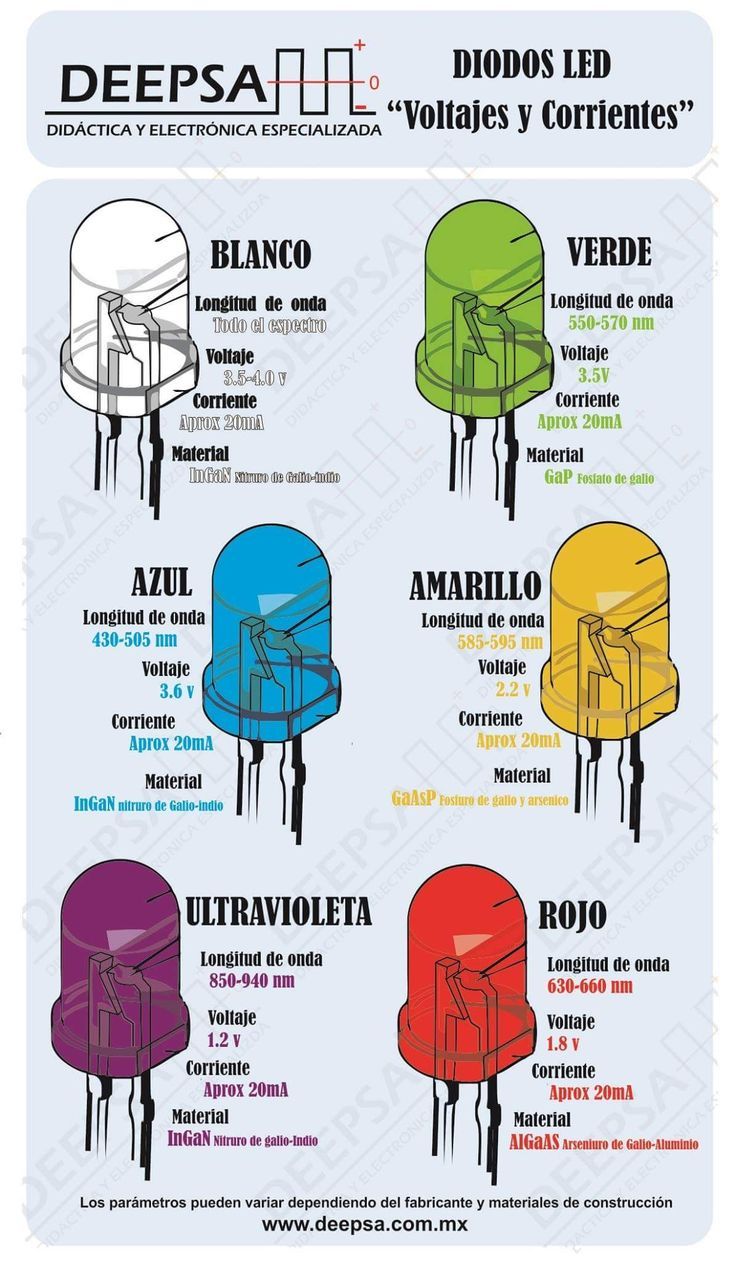 DEEPSA
+
0
-
DIDÁCTICA Y ELECTRÓNICA ESPECIALIZADA
DIODOS LED
“Voltajes y Corrientes”
BLANCO
Longitud de onda
Todo el espectro
Voltaje
3.5-4.0 v
Corriente
Aprox 20mA
Material
InGaN Nitruro de Galio-indio
VERDE
Longitud de onda
550-570 nm
Voltaje
3.5V
Corriente
Aprox 20mA
Material
GaP Fosfato de galio
AZUL
Longitud de onda
430-505 nm
Voltaje
3.6 v
Corriente
Aprox 20mA
Material
InGaN nitruro de Galio-indio
AMARILLO
Longitud de onda
585-595 nm
Voltaje
2.2 v
Corriente
Aprox 20mA
Material
GaAsP Fosfuro de galio y arsenico
ULTRAVIOLETA
Longitud de onda
850-940 nm
Voltaje
1.2 v
Corriente
Aprox 20mA
Material
InGaN Nitruro de galio-Indio
ROJO
Longitud de onda
630-660 nm
Voltaje
1.8 v
Corriente
Aprox 20mA
Material
AlGaAS Arseniuro de Galio-Aluminio
Los parámetros pueden variar dependiendo del fabricante y materiales de construcción
www.deepsa.com.mx